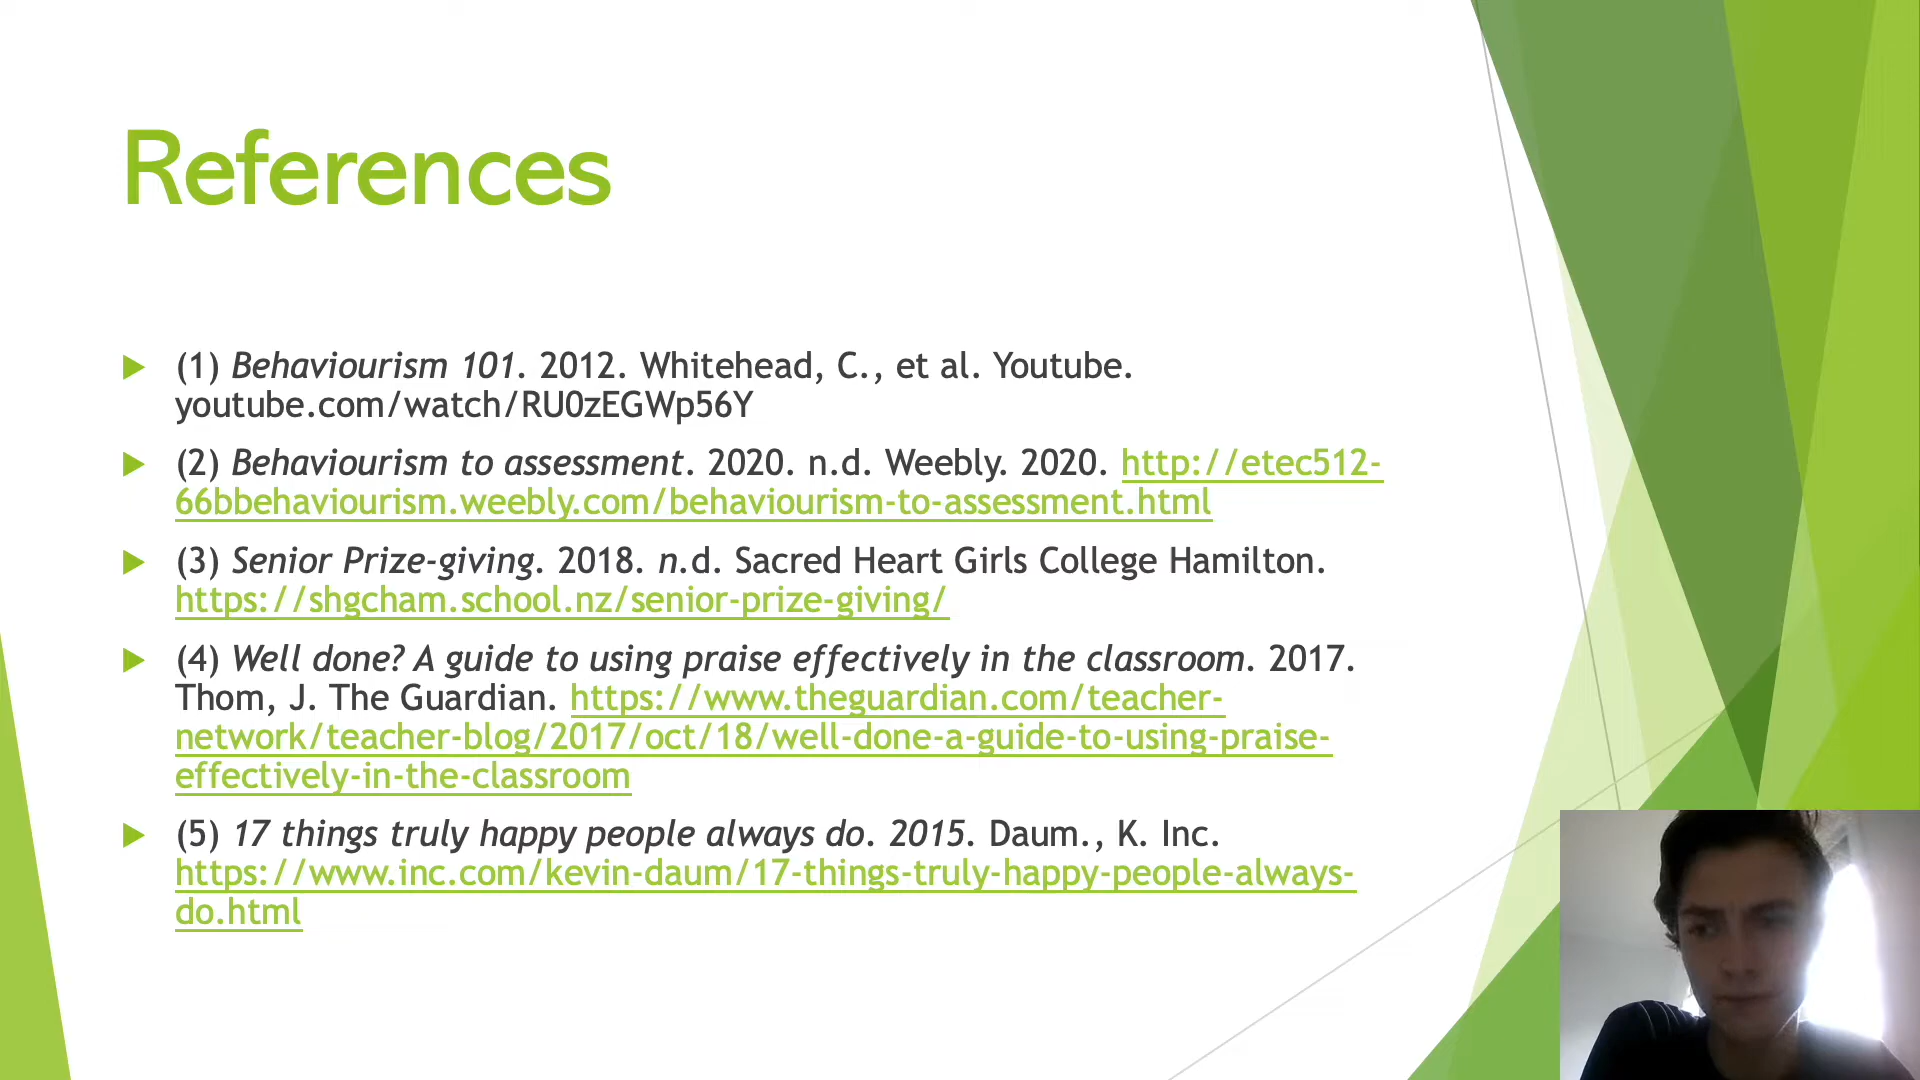 References
(1) Behaviourism 101. 2012. Whitehead, C., et al. Youtube.
youtube.com/watch/RU0zEGWp56Y
(2) Behaviourism to assessment. 2020. n.d. Weebly. 2020. http://etec512-
66bbehaviourism.weebly.com/behaviourism-to-assessment.html
(3) Senior Prize-giving. 2018. n.d. Sacred Heart Girls College Hamilton.
https://shgcham.school.nz/senior-prize-giving/
(4) Well done? A guide to using praise effectively in the classroom. 2017.
Thom, J. The Guardian. https://www.theguardian.com/teacher-
network/teacher-blog/2017/oct/18/well-done-a-guide-to-using-praise-
effectively-in-the-classroom
(5) 17 things truly happy people always do. 2015. Daum., K. Inc.
https://www.inc.com/kevin-daum/17-things-truly-happy-people-always-
do.html